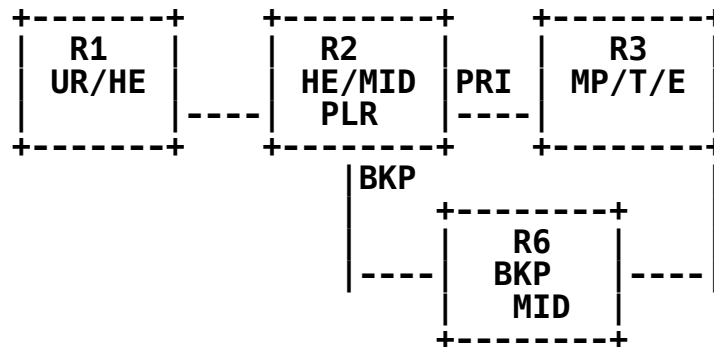 R1 R2 R3
UR/HE HE/MID PRI MP/T/E
PLR
BKP
R6
BKP
MID